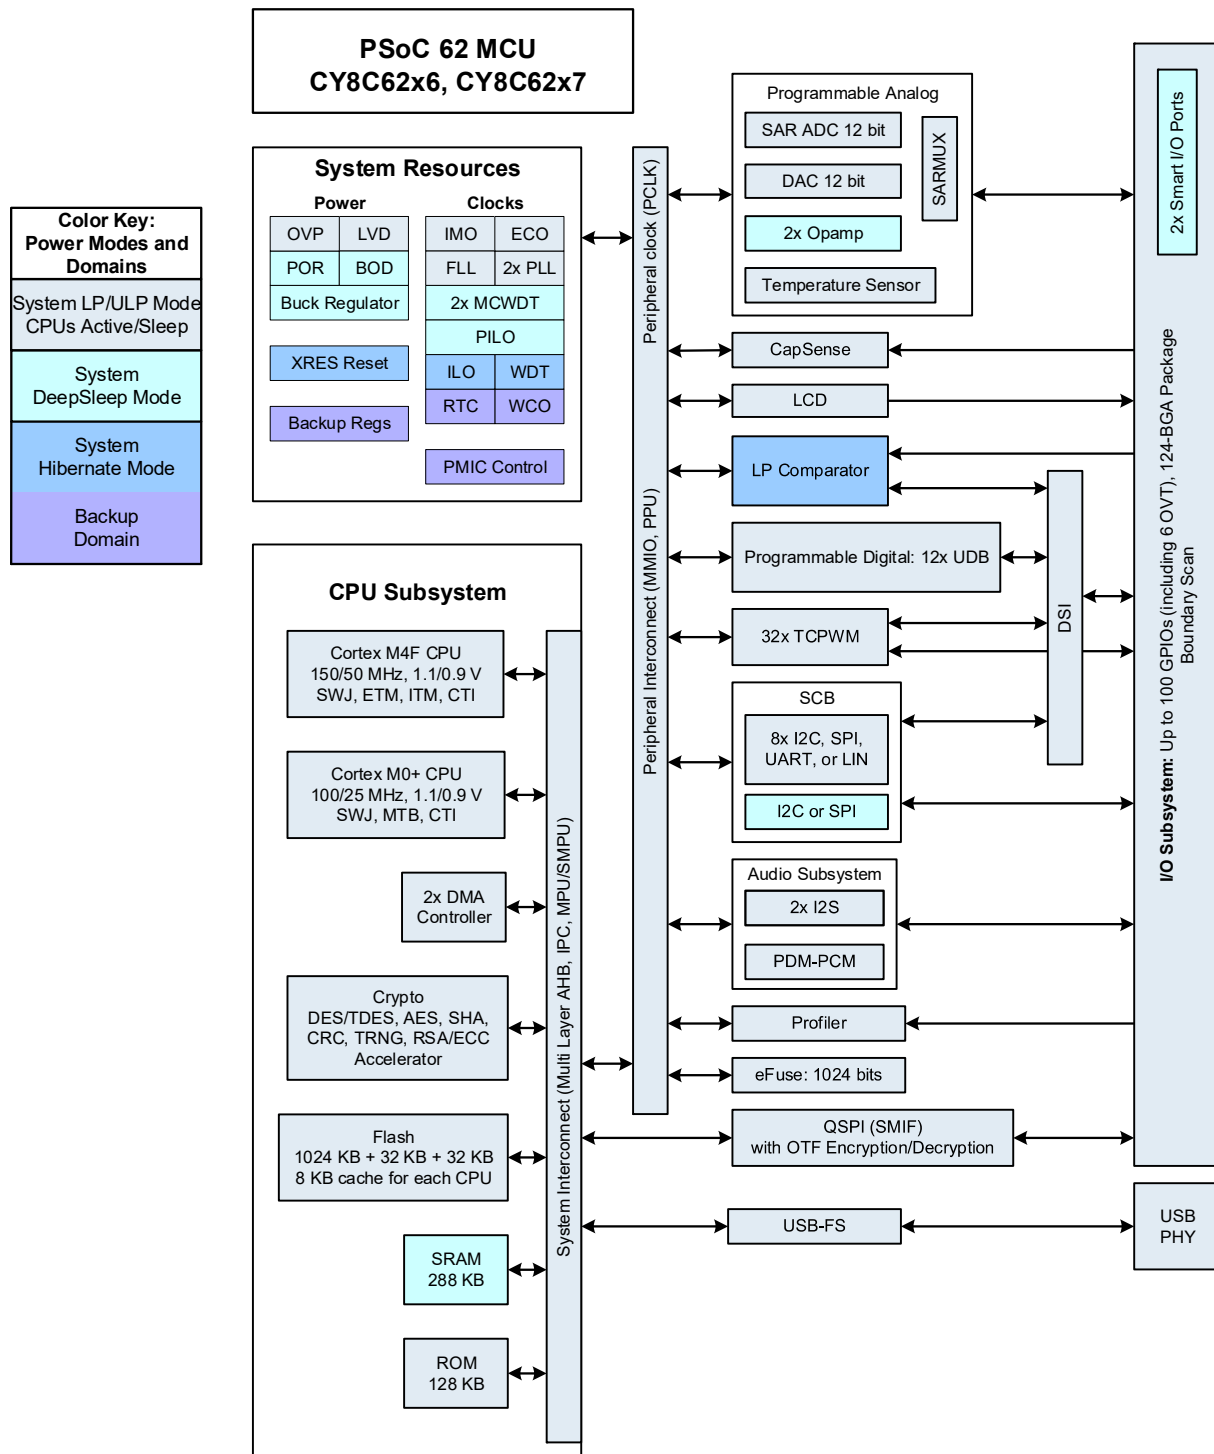 PSoC 62 MCU
CY8C62x6, CY8C62x7
Color Key:
Power Modes and
Domains
System LP/ULP Mode
CPUs Active/Sleep
System
DeepSleep Mode
System
Hibernate Mode
Backup
Domain
System Resources
Power
OVP
LVD
POR
BOD
Buck Regulator
XRES Reset
Backup Regs
Clocks
IMO
ECO
FLL
2x PLL
2x MCWDT
PILO
ILO
WDT
RTC
WCO
PMIC Control
CPU Subsystem
Cortex M4F CPU
150/50 MHz, 1.1/0.9 V
SWJ, ETM, ITM, CTI
Cortex M0+ CPU
100/25 MHz, 1.1/0.9 V
SWJ, MTB, CTI
2x DMA
Controller
Crypto
DES/TDES, AES, SHA,
CRC, TRNG, RSA/ECC
Accelerator
Flash
1024 KB + 32 KB + 32 KB
8 KB cache for each CPU
SRAM
288 KB
ROM
128 KB
System Interconnect (Multi Layer AHB, IPC, MPU/SMPU)
Peripheral clock (PCLK)
Peripheral Interconnect (MMIO, PPU)
Programmable Analog
SAR ADC 12 bit
DAC 12 bit
2x Opamp
Temperature Sensor
SARMUX
CapSense
LCD
LP Comparator
Programmable Digital: 12x UDB
32x TCPWM
SCB
8x I2C, SPI,
UART, or LIN
I2C or SPI
Audio Subsystem
2x I2S
PDM-PCM
Profiler
eFuse: 1024 bits
QSPI (SMIF)
with OTF Encryption/Decryption
USB-FS
DSI
2x Smart I/O Ports
I/O Subsystem: Up to 100 GPIOs (including 6 OVT), 124-BGA Package
Boundary Scan
USB
PHY